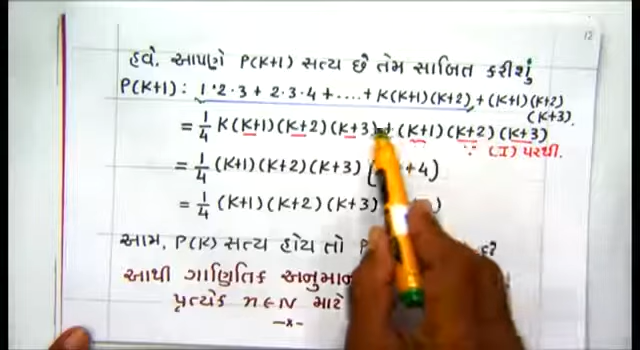 12
હવે, આપણે P(K+1) સત્ય છે તેમ સાબિત કરીશું
P(K+1) : 1·2·3 + 2·3·4 + ....+ K(K+1)(K+2) + (K+1)(K+2)
(K+3).
= 1/4 K(K+1)(K+2)(K+3) + (K+1)(K+2)(K+3)
∵ (I) પરથી.
= 1/4 (K+1)(K+2)(K+3) ( +4)
= 1/4 (K+1)(K+2)(K+3) )
આમ, P(K) સત્ય હોય તો P છે?
આથી ગાણિતિક અનુમાન
પ્રત્યેક n∈N માટે
—x—